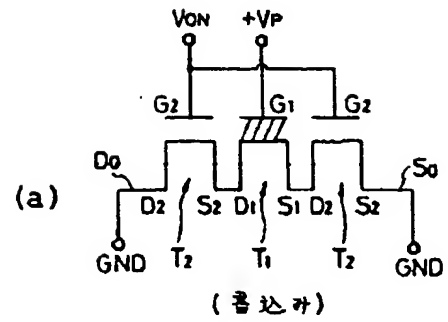 VON +VP
G2 G1 G2
D0 S0
(a) D2 S2 D1 S1 D2 S2
GND T2 T1 T2 GND
(書込み)